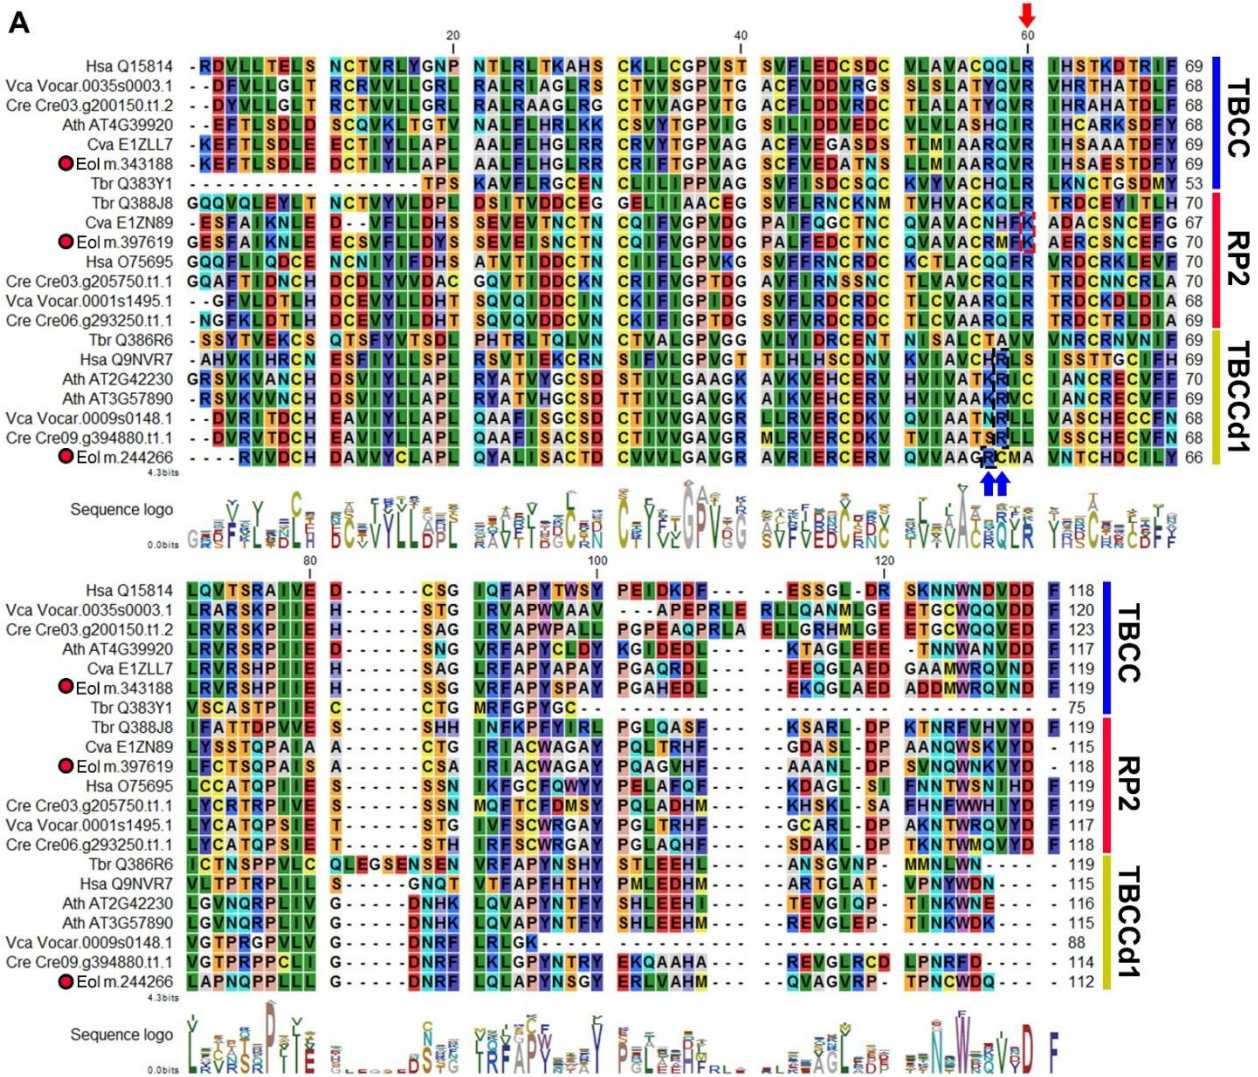 A
20 40 60
Hsa Q15814 - RDVLLTELS NCTVRLYGNP NTLRLTKAHS CKLLCGPVST SVFLEDCSDC VLAVACQQLR IHSTKDTRIF 69
Vca Vocar.0035s0003.1 - - DFVLLGLT RCRVVLLGRL RALRIAGLRS CTVVSGPVTG ACFVDDVRGS SLSLATYQVR IHRATHATDLF 68
Cre Cre03.g200150.t1.2 - - DYVLLGLT RCRIVLLGRL RALRLRAAGLRG CTVVAGPVTG ACFLDDVRDC TLALATYQVR IHRAHATDLF 68
Ath AT4G39920 - - EFTLSDLD SCQVKLTGTV NALFLHRLKK CSVYTGPVIG SILIDDVEDC VLVLASHQIR IHCARKSDFY 68
Cva E1ZLL7 - KEFTLSDLE ECTIYLLAPL AALFLHGLRR CRVYTGPVAG ACFVEGASDS TLMVASRQVR IHSAAATDFY 69
Eol m.343188 - KEFTLSDLE DCTIYLLAPL AALFLHGLRR CRIFTGPVAG SCFVEDATNS LLMIAARQVR IHSAESTDFY 69
Tbr Q383Y1 - - - - - - - - - - - - - - - - - TPS KAVFLRGCEN CLILIPPVAG SVFISDCSQC KVYVACHQLR LKNCTGSDMY 53
Tbr Q388J8 GQQVQLEYLT NCTVYVLDPL DSITVDDCEG GELIIAACEG SVFLRNCKNM TVHVACKQLR TRDCEYITLH 70
Cva E1ZN89 - ESFAIKNLE D - - VFLLDHS SEVEVTNCTN CQIFVGPVDG PAIFQGCTNC QVAVACNHFK ADACSNCEFG 67
Eol m.397619 GESFAIKNLE ECSVFLLDYS SEVEISNCTN CQIFVGPVDG PALFEDCTNC QVAVACRMFK AERCSNCEFG 70
Hsa O75695 GQQFLIQDCE NCNIYIFDHS ATVTIDDCTN CIIFLGPVKG SVFFRNCRDC KCTLACQQFR VRDCRKLEVF 70
Cre Cre03.g205750.t1.1 GQAFTIDNCH DCDLYVVDAC GQVTIDDCKN CRIFIGPTDG SVFIRNSSNC TLVAVCRQLR TRDCNNCRLA 70
Vca Vocar.0001s1495.1 - - GFVLDTLH DCEVYLLDHT SQVQIDDCIN CKIFIGPIDG SVFLRDCRDC TLCVAARQLR TRDCKDLDIA 68
Cre Cre06.g293250.t1.1 - NGFKLDTLH DCEVYILDHT SQVQVDDCVN CKIFIGPTDG SVFVRDCRDC TLCVAARQLR TRDCTRLDIA 69
Tbr Q386R6 - SSYTVEKCS QTSFYVTSDL PHTRLTQLVN CTVALGPVGG VLYIDRCENT NISALCTAVV NRCRNVNIF 69
Hsa Q9NVR7 - AHVKIHRCN ESFIYLLSPL RSVTIEKCRN SIFVLGPVGT TLHLHSCDNV KVIAVCHRLS ISSTTGCIFH 69
Ath AT2G42230 GRSVKVANCH DSVIYLLAPL RYATVYGCSD STIVLGAAGK AVKVEHCERV HVIVATKRIC IANCRECVFF 70
Ath AT3G57890 - RSVKVVNCH DSVIYLLAPL RYATVHGCSD TTIVLGAAGK AIKVEHCERV HVIAAAKRVC IANCRECVFF 69
Vca Vocar.0009s0148.1 - - DVRITDCH EAVIYLLAPL QAAFISGCSD CTIVVGAAGR LLRVERCDKV QVIVATNRLL VASCHECCFN 68
Cre Cre09.g394880.t1.1 - - DVRVTDCH EAVIYLLAPL QAAFISACSD CTIVVGAVGR MLRVERCDKV TVIAATSRLL VSSCHECVFN 68
Eol m.244266 - - - - RVVDCH DAVVYCLAPL QYALISACTD CVVVLGAVGR AVRIERCEKV QVVAAGRCMA VNTCHDCILY 66
4.3bits
Sequence logo
0.0bits
TBCC
RP2
TBCCd1
80 100 120
Hsa Q15814 LQVTSRAIVE D - - - - - - CSG IQFAPYTWSY PEIDKDF - - - ESSGL - DR SKNNWNDVDD F 118
Vca Vocar.0035s0003.1 LRARSKPIIE H - - - - - - STG IRVAPWVAAV - - - APEPRLE RLLQANMLGE ETGCWQQVDD F 120
Cre Cre03.g200150.t1.2 LRVRSKPIIE H - - - - - - SAG IRVAPWPALL PGPEAQPRLA ELLGRHMLGE ETGCWQQVED F 123
Ath AT4G39920 LRVRSRPIIE D - - - - - - SNG VRFAPYCLDY KGIDEDL - - - KTAGLEEE - TNNWANVDD F 117
Cva E1ZLL7 LRVRSHPIIE H - - - - - - SAG LRFAPYAPAY PGAQRDL - - - EEQGLAED GAAMWRQVND F 119
Eol m.343188 LRVRSHPIIE H - - - - - - SSG VRFAPYSPAY PGAHEDL - - - EKQGLAED ADDMWRQVND F 119
Tbr Q383Y1 VSCASTPIIE C - - - - - - CTG MRFGPYGC - - 75
Tbr Q388J8 IFATTDPVVE S - - - - - - SHH INFKPFYIRL PGLQASF - - - KSARL - DP KTNRFVHVYD F 119
Cva E1ZN89 LYSSTQPAIA A - - - - - - CTG IRIACWAGAY PQLTRHF - - - GDASL - DP AANQWSKVYD - 115
Eol m.397619 LFCTSQPAIS A - - - - - - CSA IRIACWAGAY PQAGVHF - - - AAANL - DP SVNQWNKVYD - 118
Hsa O75695 LCCATQPIIE S - - - - - - SSN IKFGCFQWYY PELAFQF - - - KDAGLSI FNNTWSNIHD F 119
Cre Cre03.g205750.t1.1 LYCRTRPIVE S - - - - - - SSN MQFTCFDMSY PQLADHM - - - KHSKL - SA FHNFWWHIYD F 119
Vca Vocar.0001s1495.1 LYCATQPSIE T - - - - - - STG IVFSCWRGAY PGLTRHF - - - GCARL - DP AKNTWRQVYD F 117
Cre Cre06.g293250.t1.1 LYCATQPSIE T - - - - - - STH IRFSCWRGAY PGLAEQF - - - SDAKL - DP TKNTWMQVYD F 118
Tbr Q386R6 ICTNSPPVLC QLEGSENSEN VRFAPYNSHY STLEEHL - - - ANSGVNP - MMNLWN - - - - 119
Hsa Q9NVR7 VLTPTRPLIL S - - - - - GNQT VTFAPFHTHY PMLEDHM - - - ARTGLAT - VPNYWDN - - - - 115
Ath AT2G42230 LGVNQRPLIV G - - - - - DNHK LQVAPYNTFY SHLEEHI - - - TEVGIQP - TINKWNE - - - - 116
Ath AT3G57890 LGVNQRPLIV G - - - - - DNHK LQVAPYNTFY SHLEEHM - - - REVGLEP - TINKWDK - - - - 115
Vca Vocar.0009s0148.1 VGTPRGPVLV G - - - - - DNRF LRLGK - - - - - 88
Cre Cre09.g394880.t1.1 VGTPRPPCLI G - - - - - DNRF LKLGPYNTRY EKQAAHA - - - REVGLRCD LPNRFD - - - - 114
Eol m.244266 LAPNQPPLLL G - - - - - DNRF LQLAPYNSGY ERLVAHM - - - QVAGVRP - TPNCWDQ - - - - 112
4.3bits
Sequence logo
0.0bits
TBCC
RP2
TBCCd1